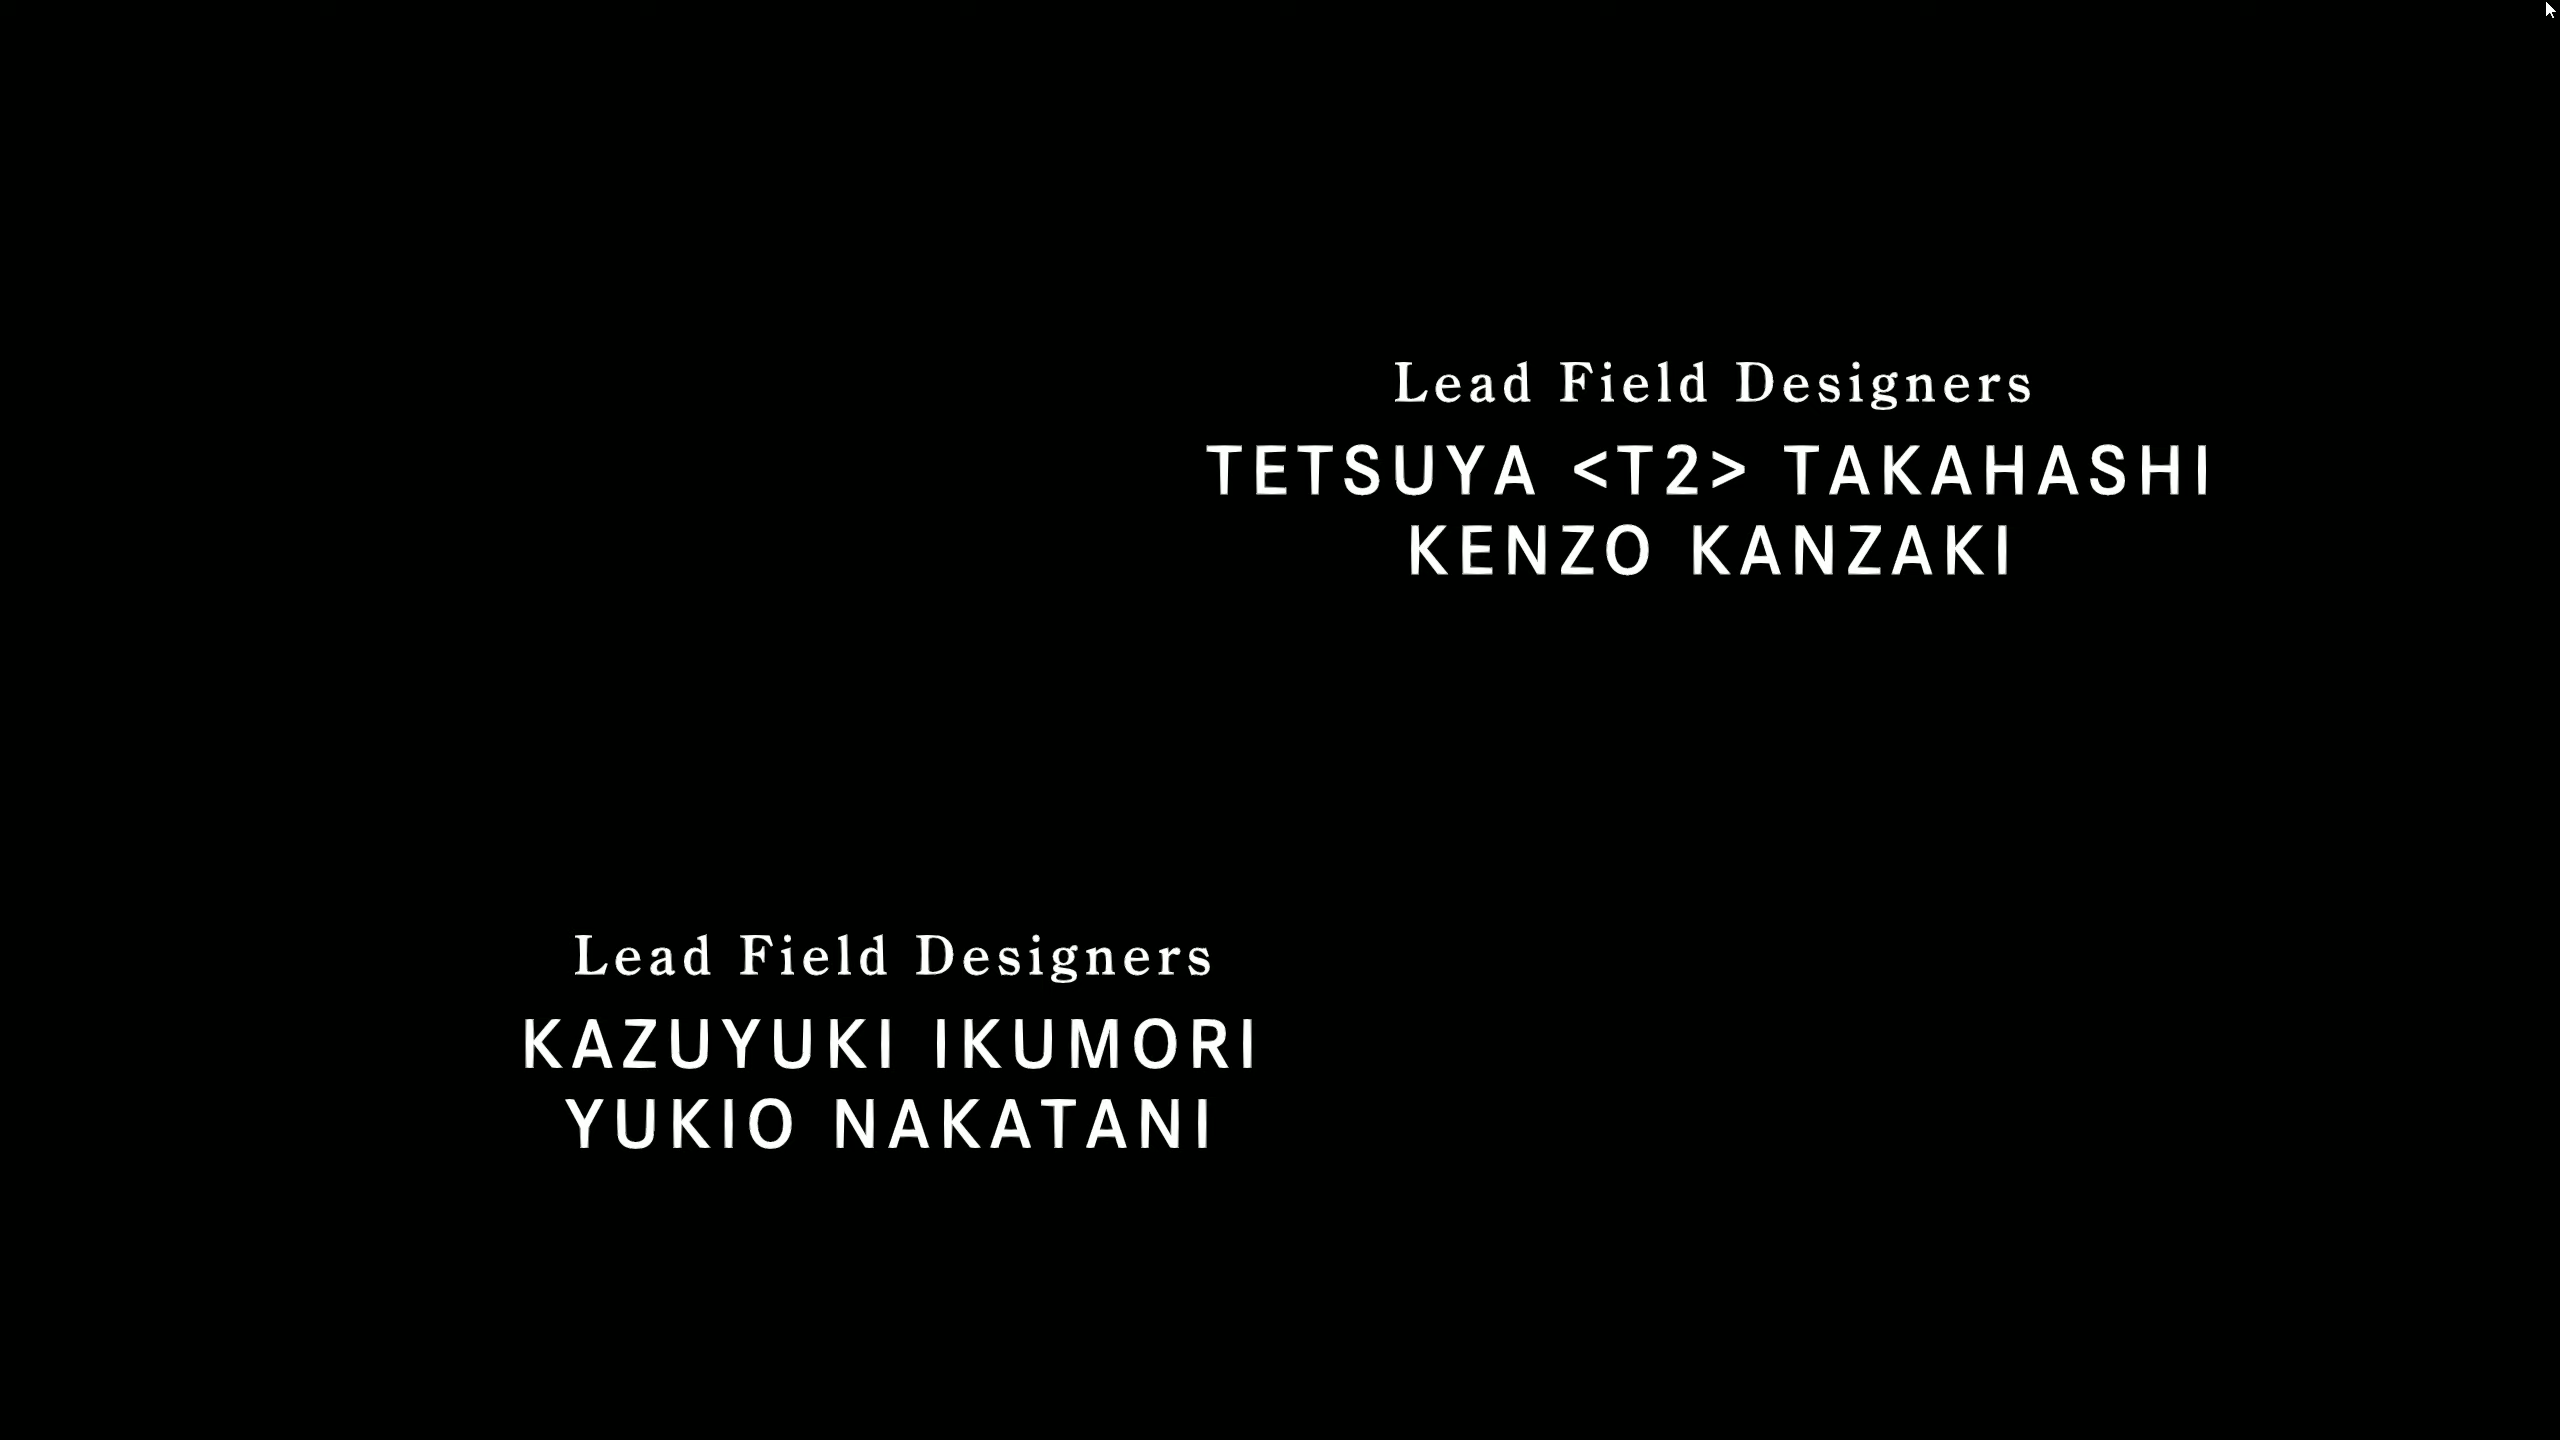 Lead Field Designers
TETSUYA <T2> TAKAHASHI
KENZO KANZAKI
Lead Field Designers
KAZUYUKI IKUMORI
YUKIO NAKATANI